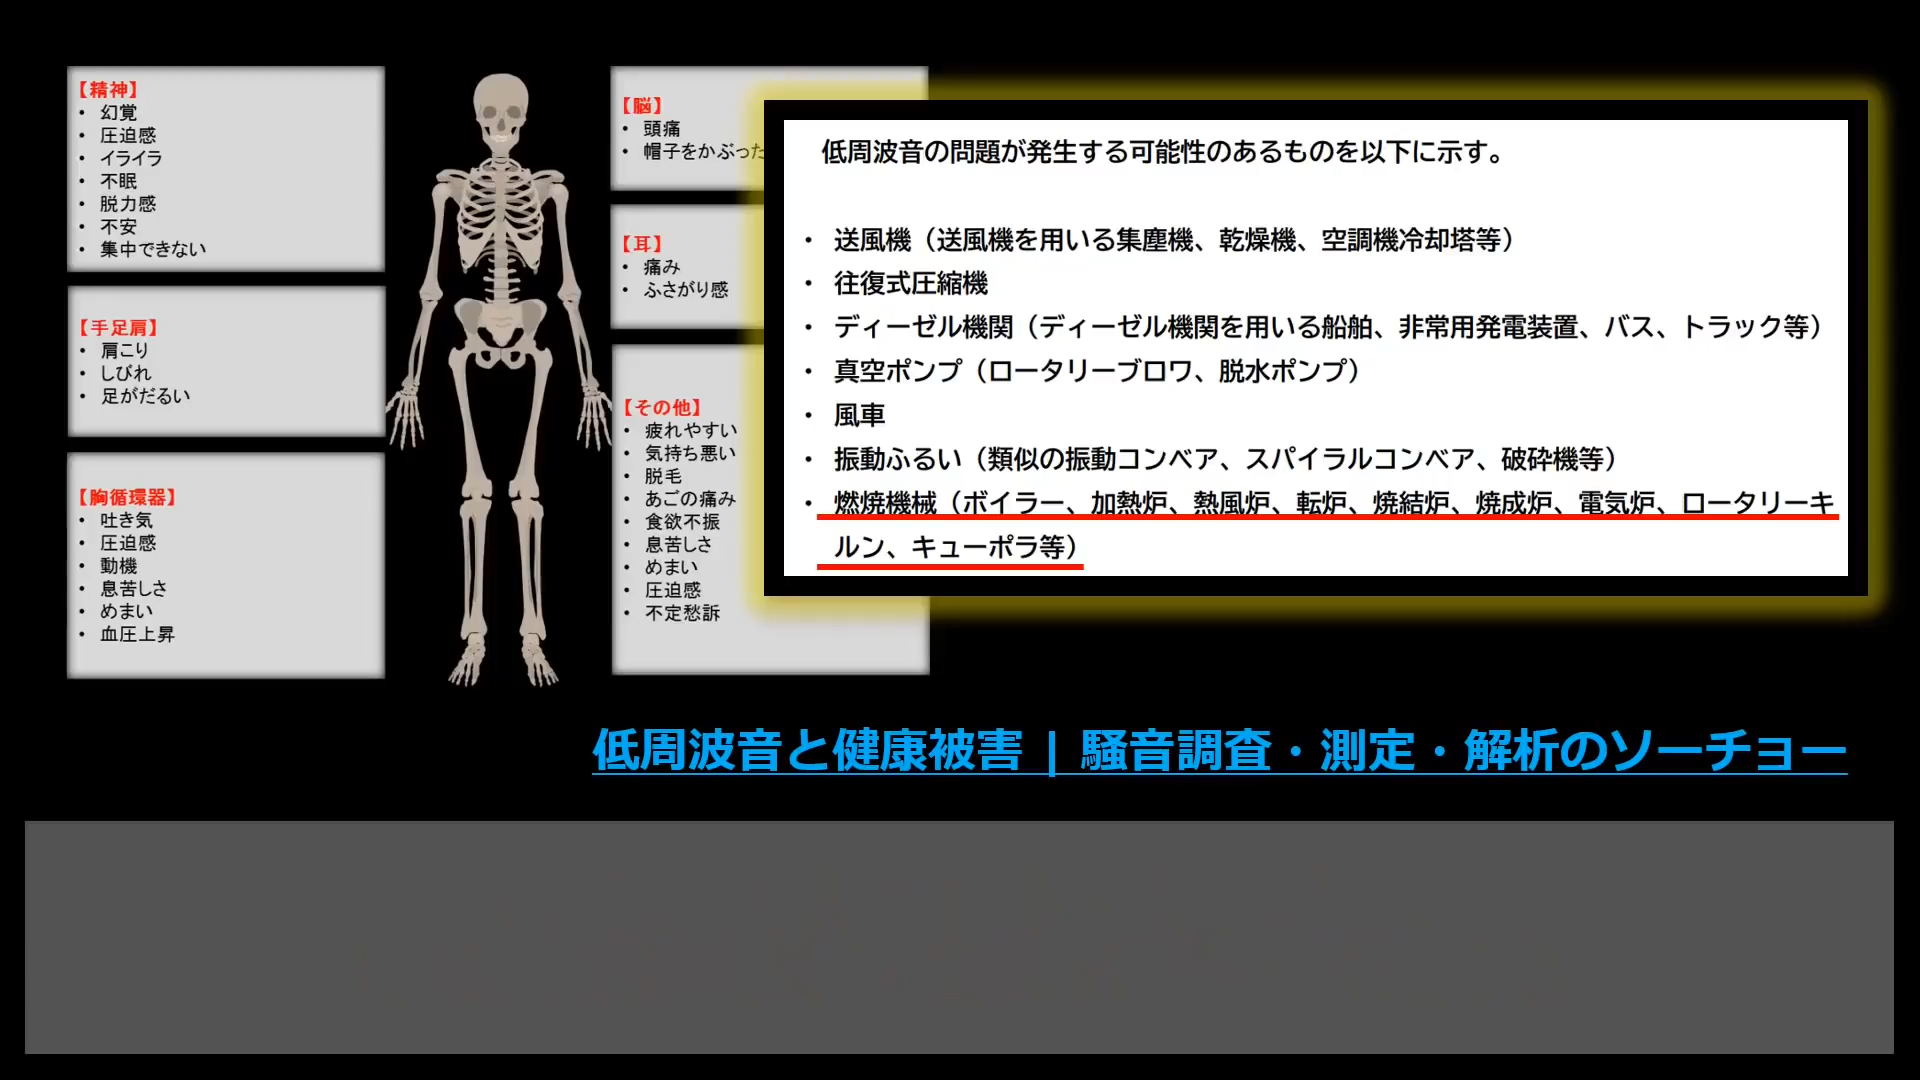 【精神】
• 幻覚
• 圧迫感
• イライラ
• 不眠
• 脱力感
• 不安
• 集中できない
【手足肩】
• 肩こり
• しびれ
• 足がだるい
【胸循環器】
• 吐き気
• 圧迫感
• 動機
• 息苦しさ
• めまい
• 血圧上昇
【脳】
• 頭痛
• 帽子をかぶった
【耳】
• 痛み
• ふさがり感
【その他】
• 疲れやすい
• 気持ち悪い
• 脱毛
• あごの痛み
• 食欲不振
• 息苦しさ
• めまい
• 圧迫感
• 不定愁訴
低周波音の問題が発生する可能性のあるものを以下に示す。
• 送風機（送風機を用いる集塵機、乾燥機、空調機冷却塔等）
• 往復式圧縮機
• ディーゼル機関（ディーゼル機関を用いる船舶、非常用発電装置、バス、トラック等）
• 真空ポンプ（ロータリーブロワ、脱水ポンプ）
• 風車
• 振動ふるい（類似の振動コンベア、スパイラルコンベア、破砕機等）
• 燃焼機械（ボイラー、加熱炉、熱風炉、転炉、焼結炉、焼成炉、電気炉、ロータリーキ
ルン、キューポラ等）
低周波音と健康被害 | 騒音調査・測定・解析のソーチョー